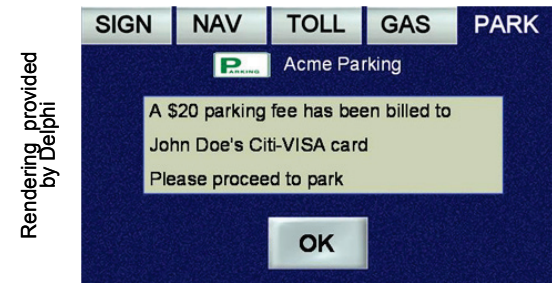 SIGN NAV TOLL GAS PARK
PARKING Acme Parking
A $20 parking fee has been billed to
John Doe's Citi-VISA card
Please proceed to park
OK
Rendering provided
by Delphi